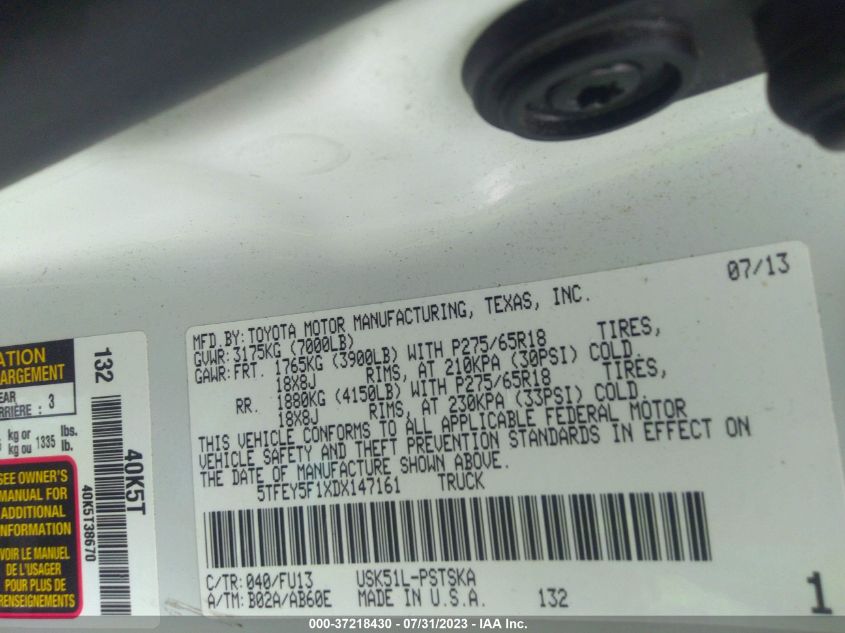 07/13
MFD.BY: TOYOTA MOTOR MANUFACTURING, TEXAS, INC.
GVWR: 3175KG (7000LB)
GAWR: FRT. 1765KG (3900LB) WITH P275/65R18 TIRES,
18X8J RIMS, AT 210KPA (30PSI) COLD.
RR. 1880KG (4150LB) WITH P275/65R18 TIRES,
18X8J RIMS, AT 230KPA (33PSI) COLD.
THIS VEHICLE CONFORMS TO ALL APPLICABLE FEDERAL MOTOR
VEHICLE SAFETY AND THEFT PREVENTION STANDARDS IN EFFECT ON
THE DATE OF MANUFACTURE SHOWN ABOVE.
5TFEY5F1XDX147161 TRUCK
C/TR: 040/FU13 USK51L-PSTSKA
A/TM: B02A/AB60E MADE IN U.S.A. 132
1
ATION
ARGEMENT
EAR
RRIÈRE : 3
kg or
kg ou 1335 lbs.
lb.
SEE OWNER'S
MANUAL FOR
ADDITIONAL
INFORMATION
VOIR LE MANUEL
DE L'USAGER
POUR PLUS DE
RENSEIGNEMENTS
132
40K5T
40K5T38670
000-37218430 - 07/31/2023 - IAA Inc.